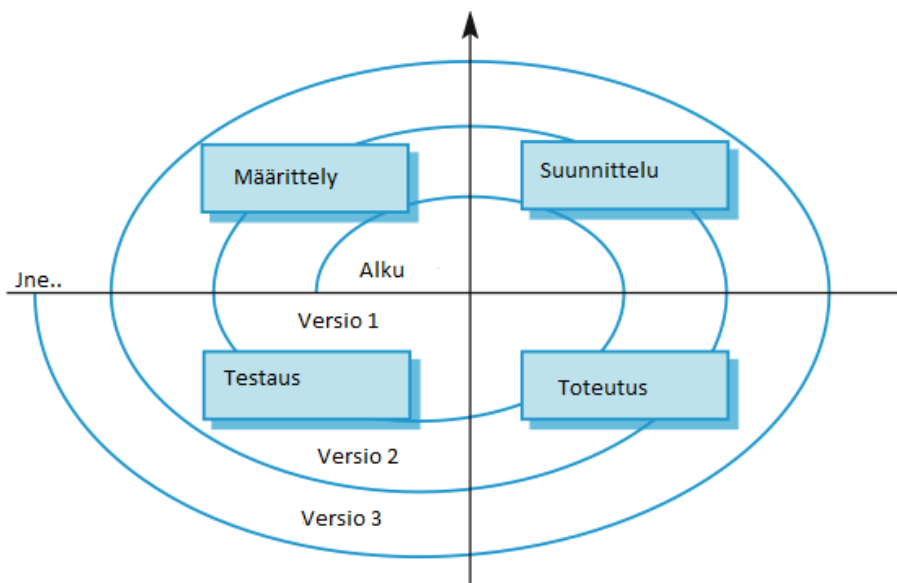 Määrittely
Suunnittelu
Alku
Jne..
Versio 1
Testaus
Toteutus
Versio 2
Versio 3